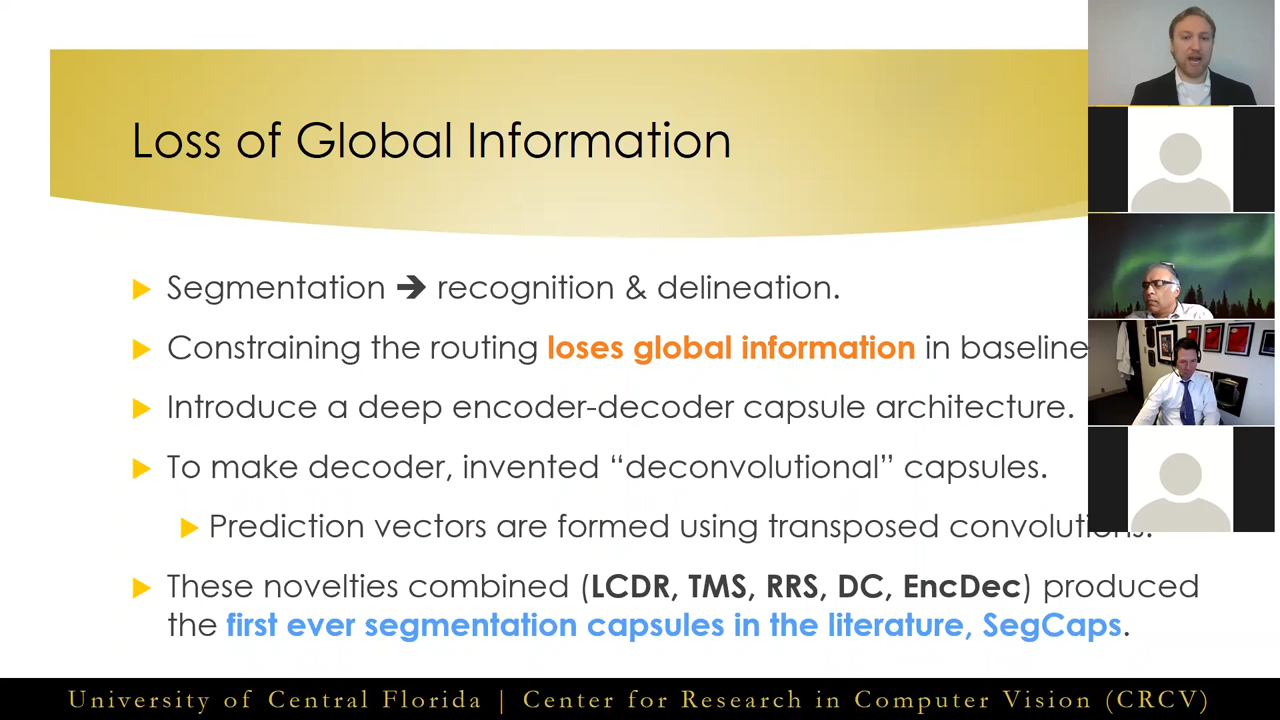 Loss of Global Information
Segmentation ➔ recognition & delineation.
Constraining the routing loses global information in baseline
Introduce a deep encoder-decoder capsule architecture.
To make decoder, invented “deconvolutional” capsules.
Prediction vectors are formed using transposed convolutions.
These novelties combined (LCDR, TMS, RRS, DC, EncDec) produced
the first ever segmentation capsules in the literature, SegCaps.
University of Central Florida | Center for Research in Computer Vision (CRCV)